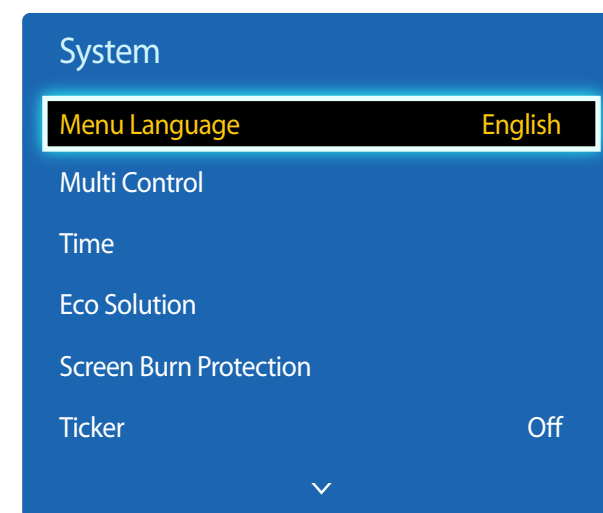 System
Menu Language English
Multi Control
Time
Eco Solution
Screen Burn Protection
Ticker Off